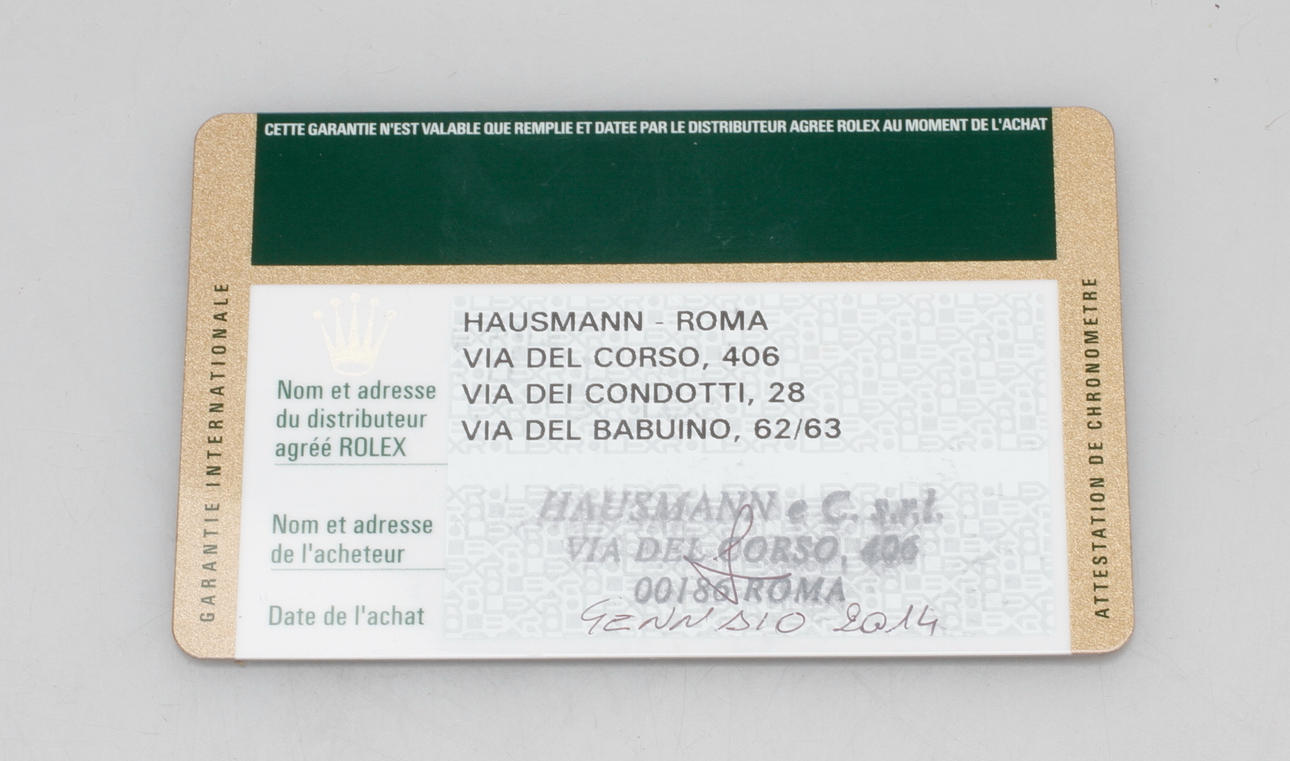 CETTE GARANTIE N'EST VALABLE QUE REMPLIE ET DATEE PAR LE DISTRIBUTEUR AGREE ROLEX AU MOMENT DE L'ACHAT
GARANTIE INTERNATIONALE
Nom et adresse
du distributeur
agréé ROLEX
HAUSMANN - ROMA
VIA DEL CORSO, 406
VIA DEI CONDOTTI, 28
VIA DEL BABUINO, 62/63
Nom et adresse
de l'acheteur
HAUSMANN e C. s.r.l.
VIA DEL CORSO, 406
00186 ROMA
Date de l'achat
GENNAIO 2014
ATTESTATION DE CHRONOMETRE